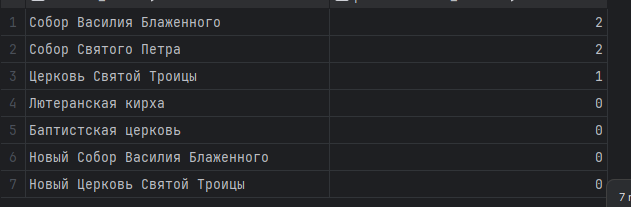 1 Собор Василия Блаженного 2
2 Собор Святого Петра 2
3 Церковь Святой Троицы 1
4 Лютеранская кирха 0
5 Баптистская церковь 0
6 Новый Собор Василия Блаженного 0
7 Новый Церковь Святой Троицы 0
7